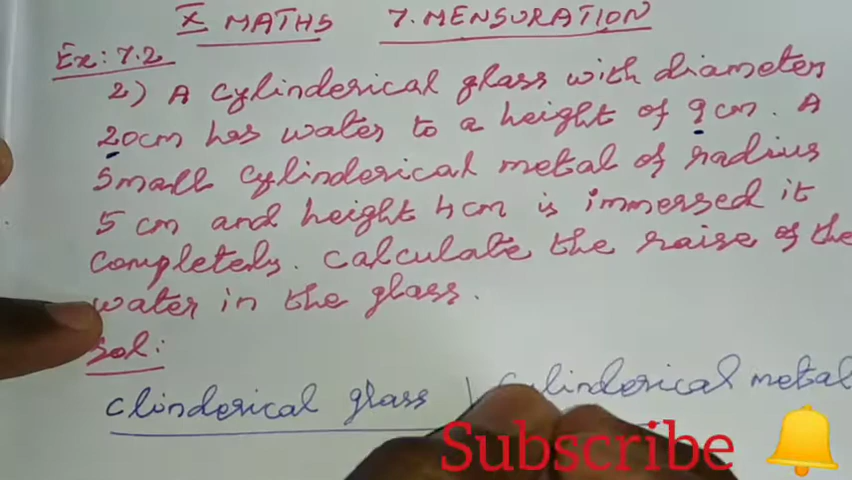 X MATHS 7. MENSURATION
Ex: 7.2
2) A cylinderical glass with diameter
20cm has water to a height of 9cm. A
small cylinderical metal of radius
5 cm and height 4cm is immersed it
completely. calculate the raise of the
water in the glass.
Sol:
clinderical glass | cylinderical metal
Subscribe